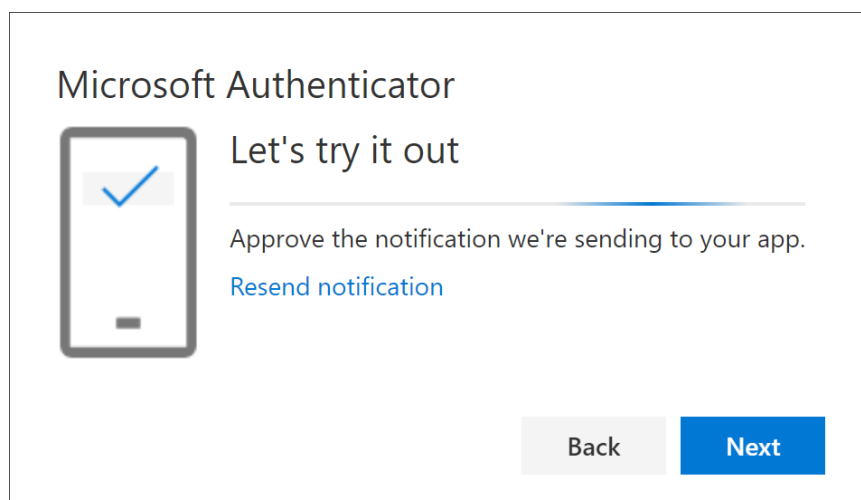 Microsoft Authenticator
Let's try it out
Approve the notification we're sending to your app.
Resend notification
Back
Next